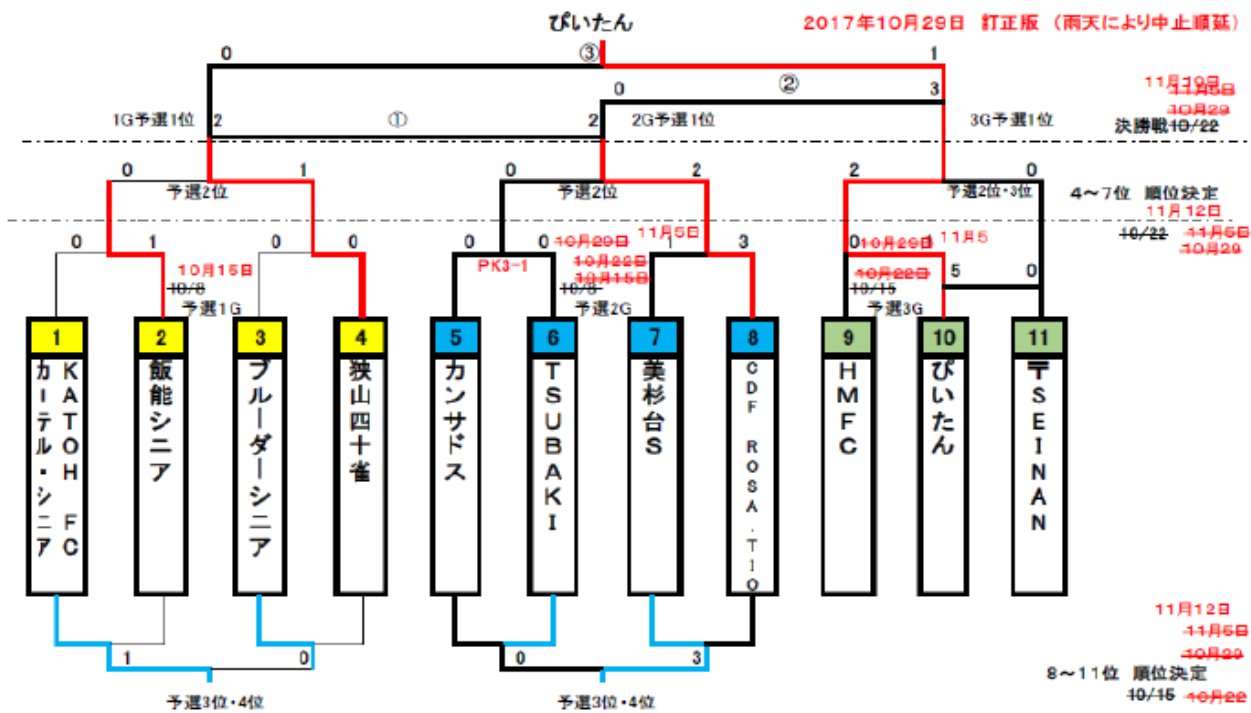 ぴいたん
2017年10月29日 訂正版 (雨天により中止順延)
0 ③ 1
0 ② 3
11月19日
11月5日
10月29
決勝戦10/22
1G予選1位 2 ① 2 2G予選1位 3G予選1位
0 1 0 2 2 0
予選2位 予選2位 予選2位・3位
4~7位 順位決定
11月12日
10/22 11月5日
10月29
0 1 0 0 0 0 1 3 0 1
PK3-1
10月29日 11月5日
10月22日
10月15日
10月29日 11月5
10月22日 5 0
10月15日
10/8
予選1G
10/8
予選2G
10/15
予選3G
1 2 3 4 5 6 7 8 9 10 11
KATOH FC
カーテル・シニア
飯能シニア
ブルーダーシニア
狭山四十雀
カンサドス
TSUBAKI
美杉台S
CDF ROSA.TIO
HMFC
ぴいたん
〒SEINAN
1 0 0 3
予選3位・4位 予選3位・4位
11月12日
11月5日
10月29
8~11位 順位決定
10/15 10月22